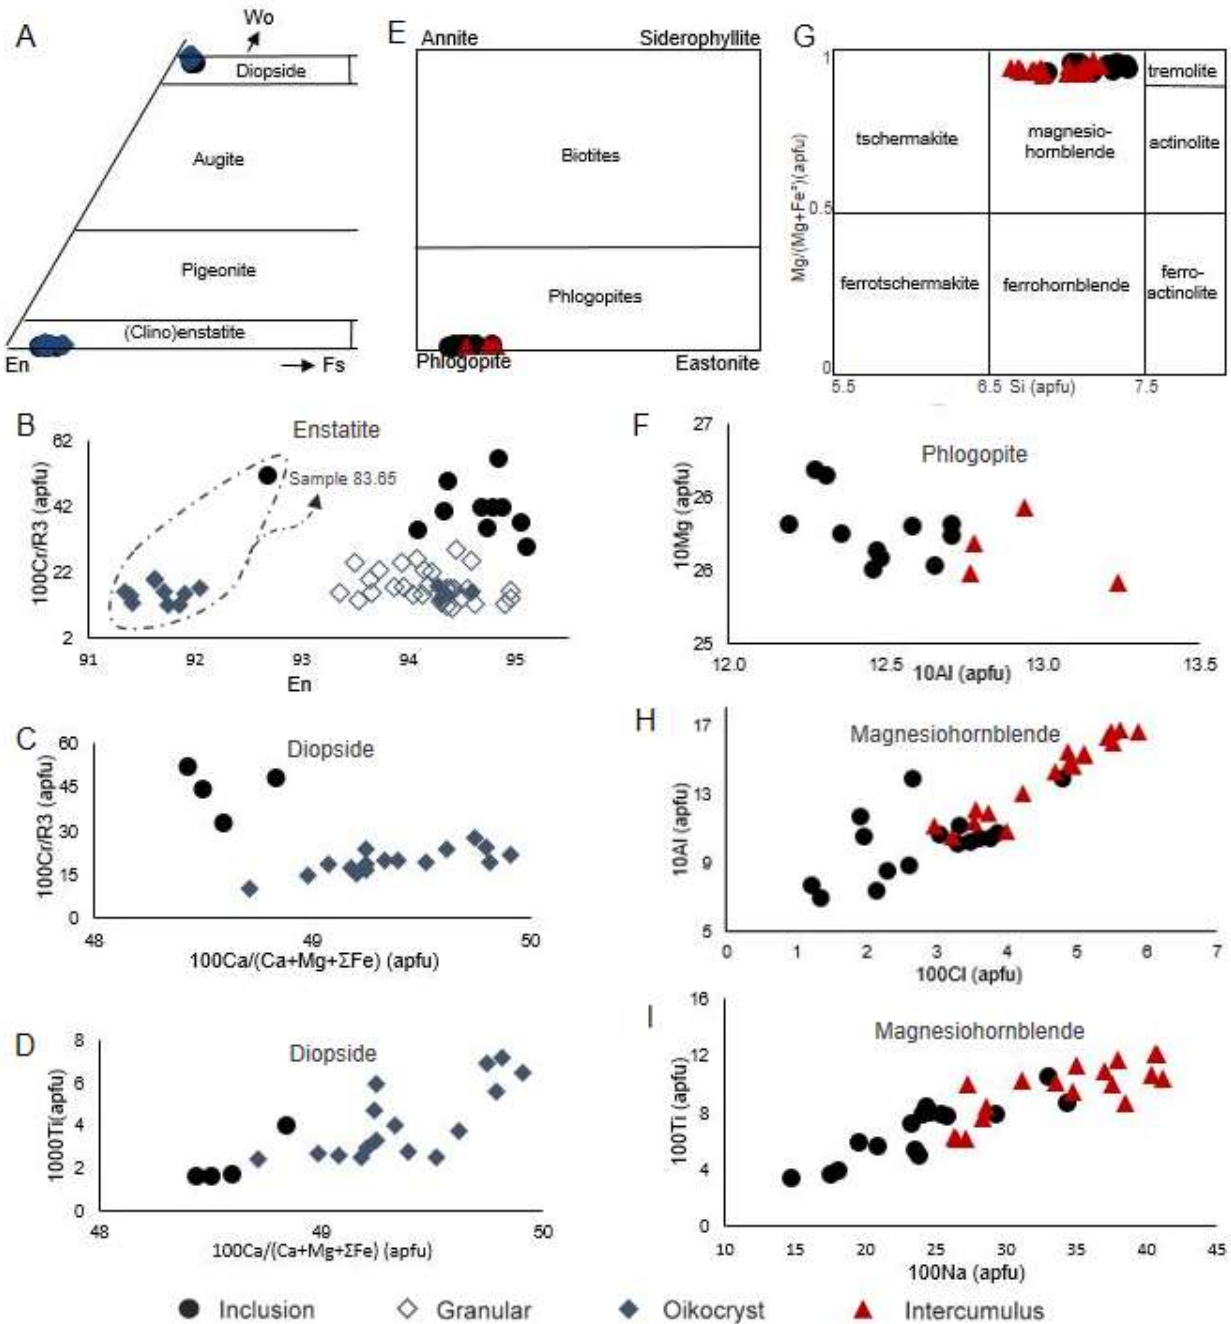 A
Wo
Diopside
Augite
Pigeonite
(Clino)enstatite
En
Fs
E
Annite
Siderophyllite
Biotites
Phlogopites
Phlogopite
Eastonite
G
Mg/(Mg+Fe²)(apfu)
1
0.5
0
tremolite
tschermakite
magnesio-
hornblende
actinolite
ferrotschermakite
ferrohornblende
ferro-
actinolite
5.5
6.5
Si (apfu)
7.5
B
Enstatite
100Cr/R3 (apfu)
62
42
22
2
Sample 83.65
91
92
93
94
95
En
F
Phlogopite
10Mg (apfu)
27
26
26
25
12.0
12.5
13.0
13.5
10Al (apfu)
C
Diopside
100Cr/R3 (apfu)
60
45
30
15
0
48
49
50
100Ca/(Ca+Mg+ΣFe) (apfu)
H
Magnesiohornblende
10Al (apfu)
17
13
9
5
0
1
2
3
4
5
6
7
100Cl (apfu)
D
Diopside
1000Ti(apfu)
8
6
4
2
0
48
49
50
100Ca/(Ca+Mg+ΣFe) (apfu)
I
Magnesiohornblende
100Ti (apfu)
16
12
8
4
0
10
15
20
25
30
35
40
45
100Na (apfu)
Inclusion
Granular
Oikocryst
Intercumulus